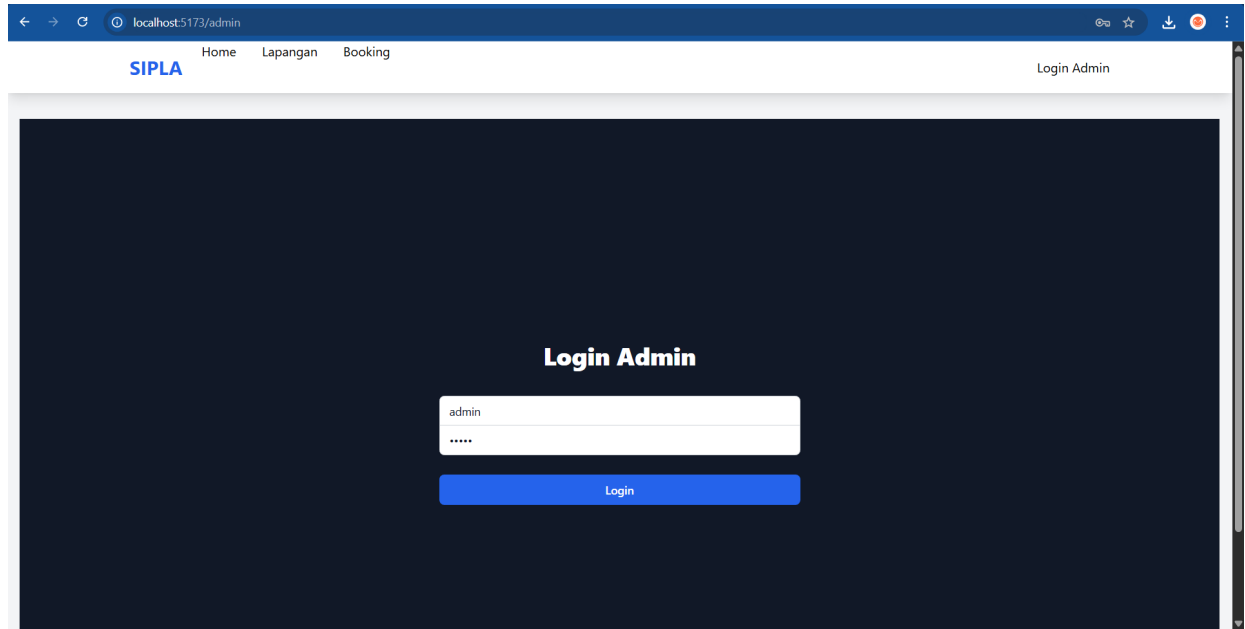 localhost:5173/admin
SIPLA Home Lapangan Booking Login Admin
Login Admin
admin
•••••
Login